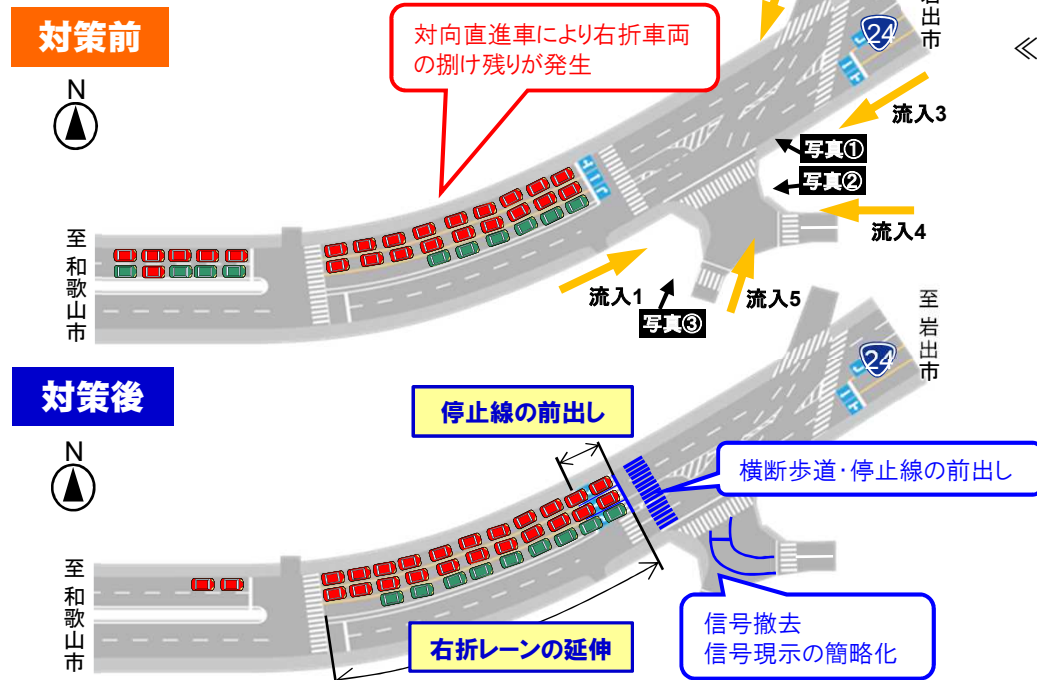 対策前
N
対向直進車により右折車両
の捌け残りが発生
24
出
市
≪
流入3
写真①
写真②
流入4
至
和
歌
山
市
流入1
写真③
流入5
対策後
N
停止線の前出し
至
岩
出
市
24
横断歩道・停止線の前出し
至
和
歌
山
市
右折レーンの延伸
信号撤去
信号現示の簡略化